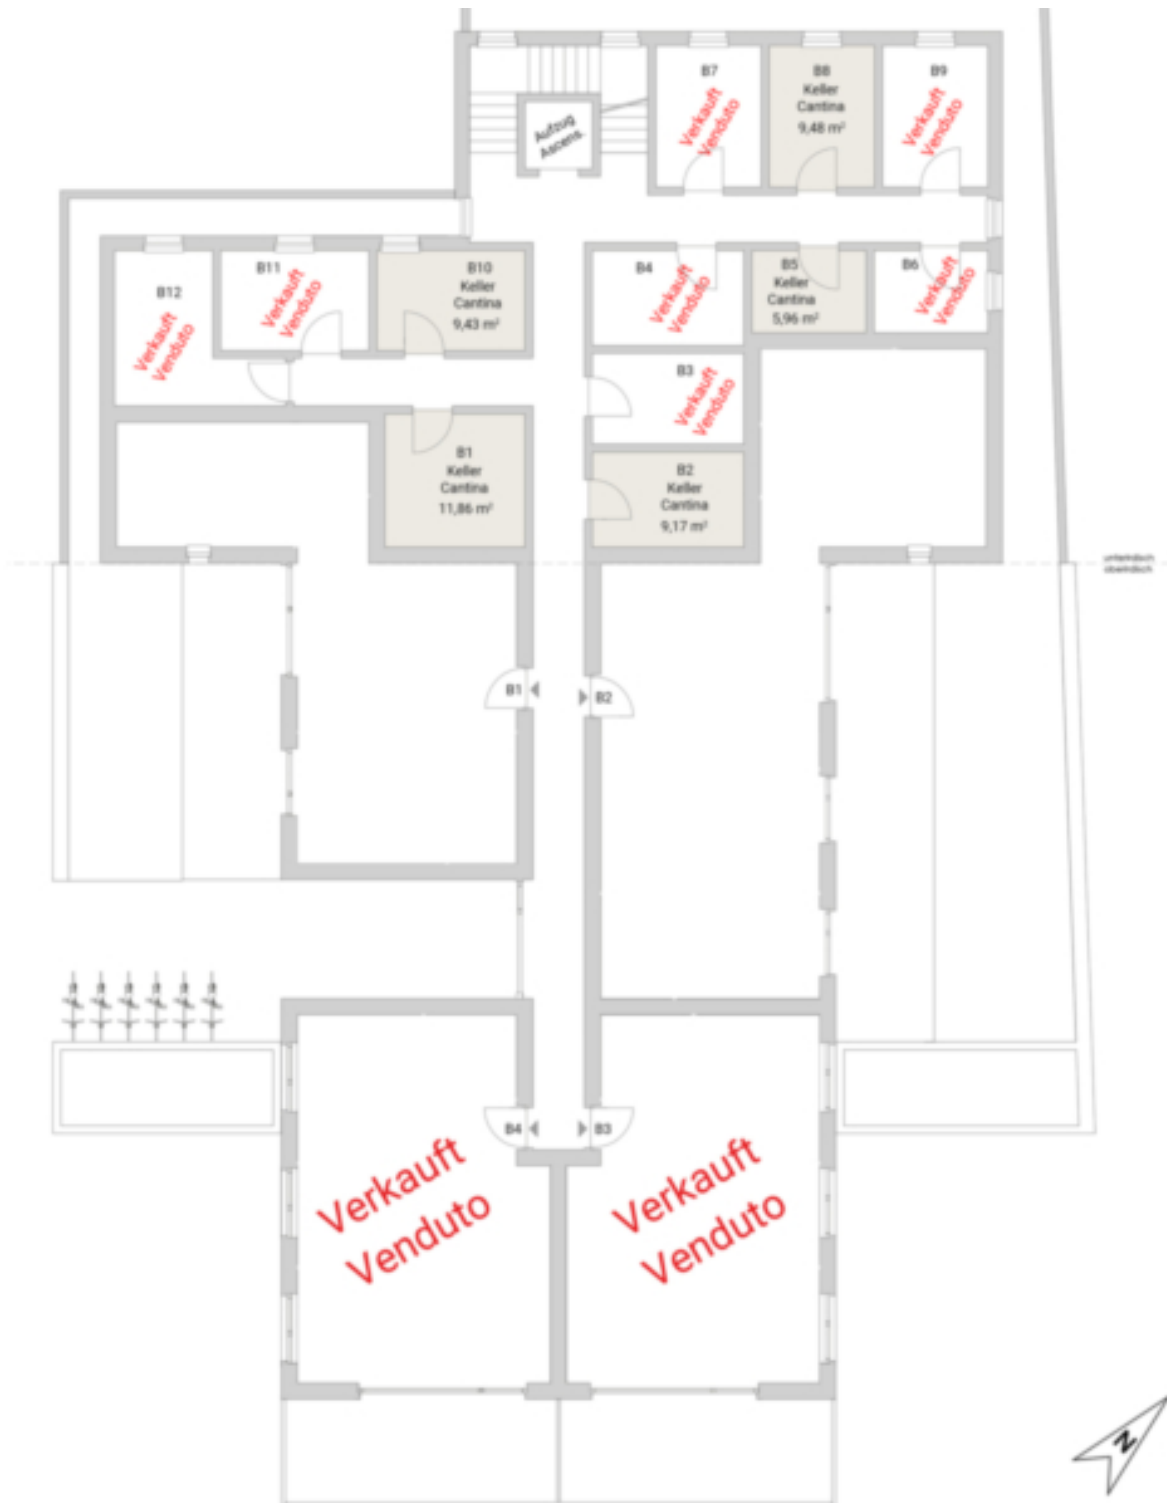 B7
Verkauft
Venduto
B8
Keller
Cantina
9,48 m²
B9
Verkauft
Venduto
Aufzug
Ascens.
B12
Verkauft
Venduto
B11
Verkauft
Venduto
B10
Keller
Cantina
9,43 m²
B4
Verkauft
Venduto
B5
Keller
Cantina
5,96 m²
B6
Verkauft
Venduto
B3
Verkauft
Venduto
B1
Keller
Cantina
11,86 m²
B2
Keller
Cantina
9,17 m²
unterirdisch
oberirdisch
B1
B2
B4
B3
Verkauft
Venduto
Verkauft
Venduto
N